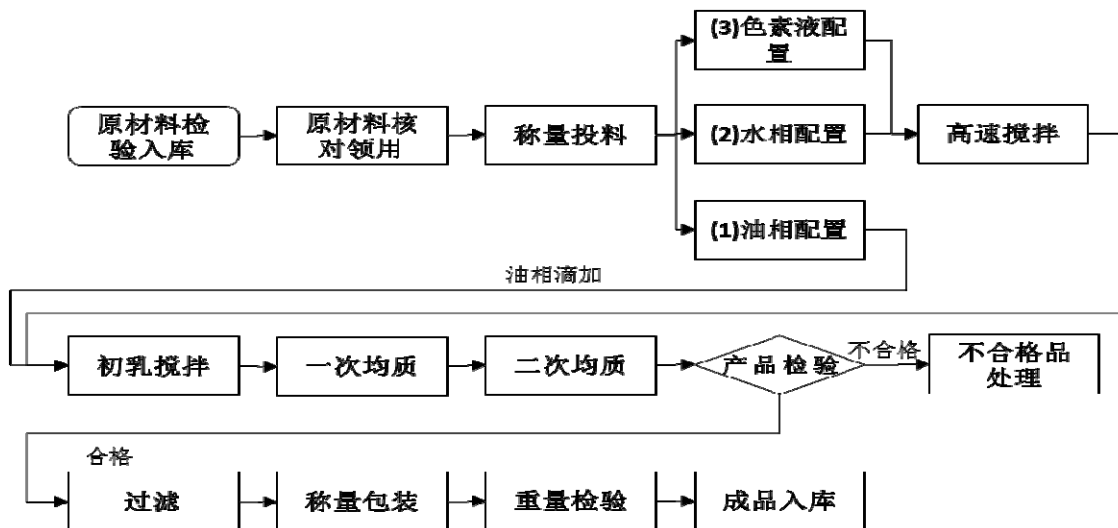 (3)色素液配
置
原材料检
验入库
原材料核
对领用
称量投料
(2)水相配置
高速搅拌
(1)油相配置
油相滴加
初乳搅拌
一次均质
二次均质
产品检验
不合格
不合格品
处理
合格
过滤
称量包装
重量检验
成品入库